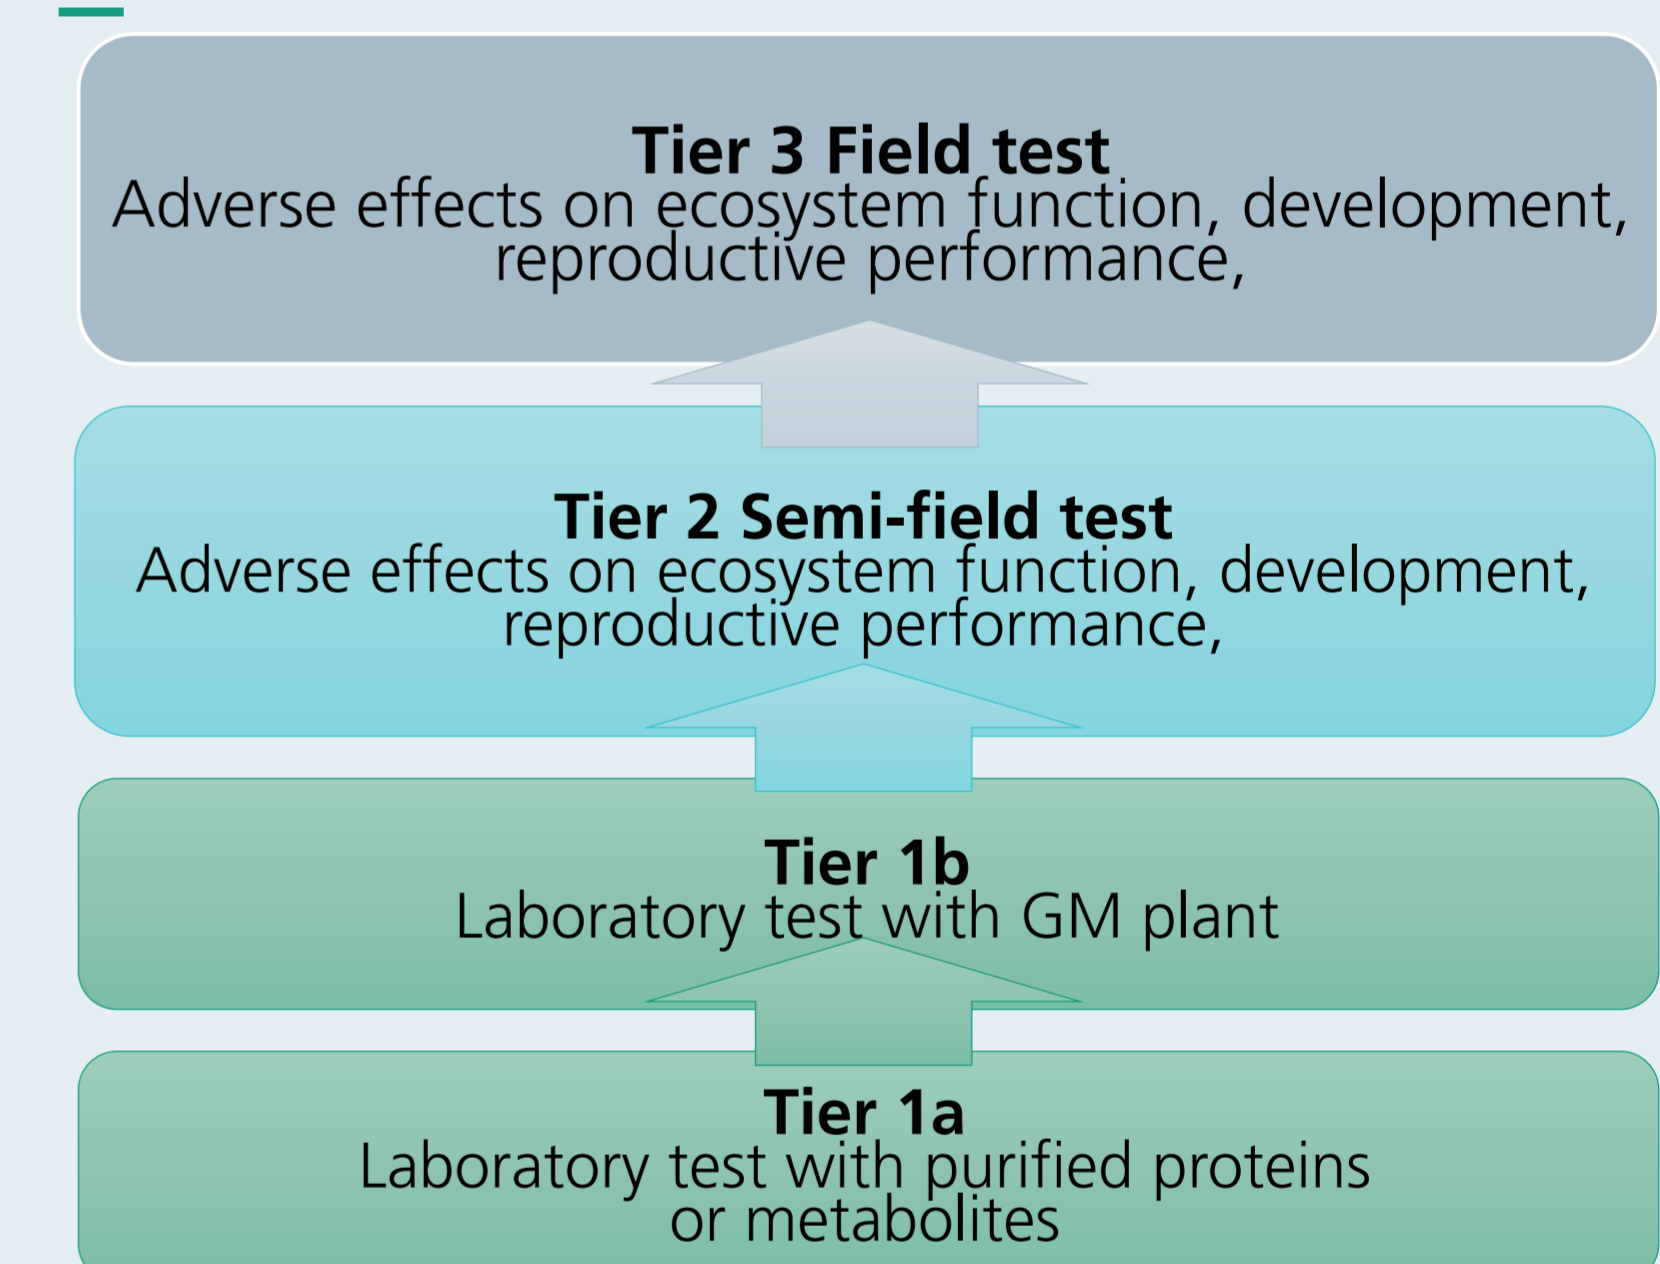 Tier 3 Field test
Adverse effects on ecosystem function, development,
reproductive performance,
Tier 2 Semi-field test
Adverse effects on ecosystem function, development,
reproductive performance,
Tier 1b
Laboratory test with GM plant
Tier 1a
Laboratory test with purified proteins
or metabolites